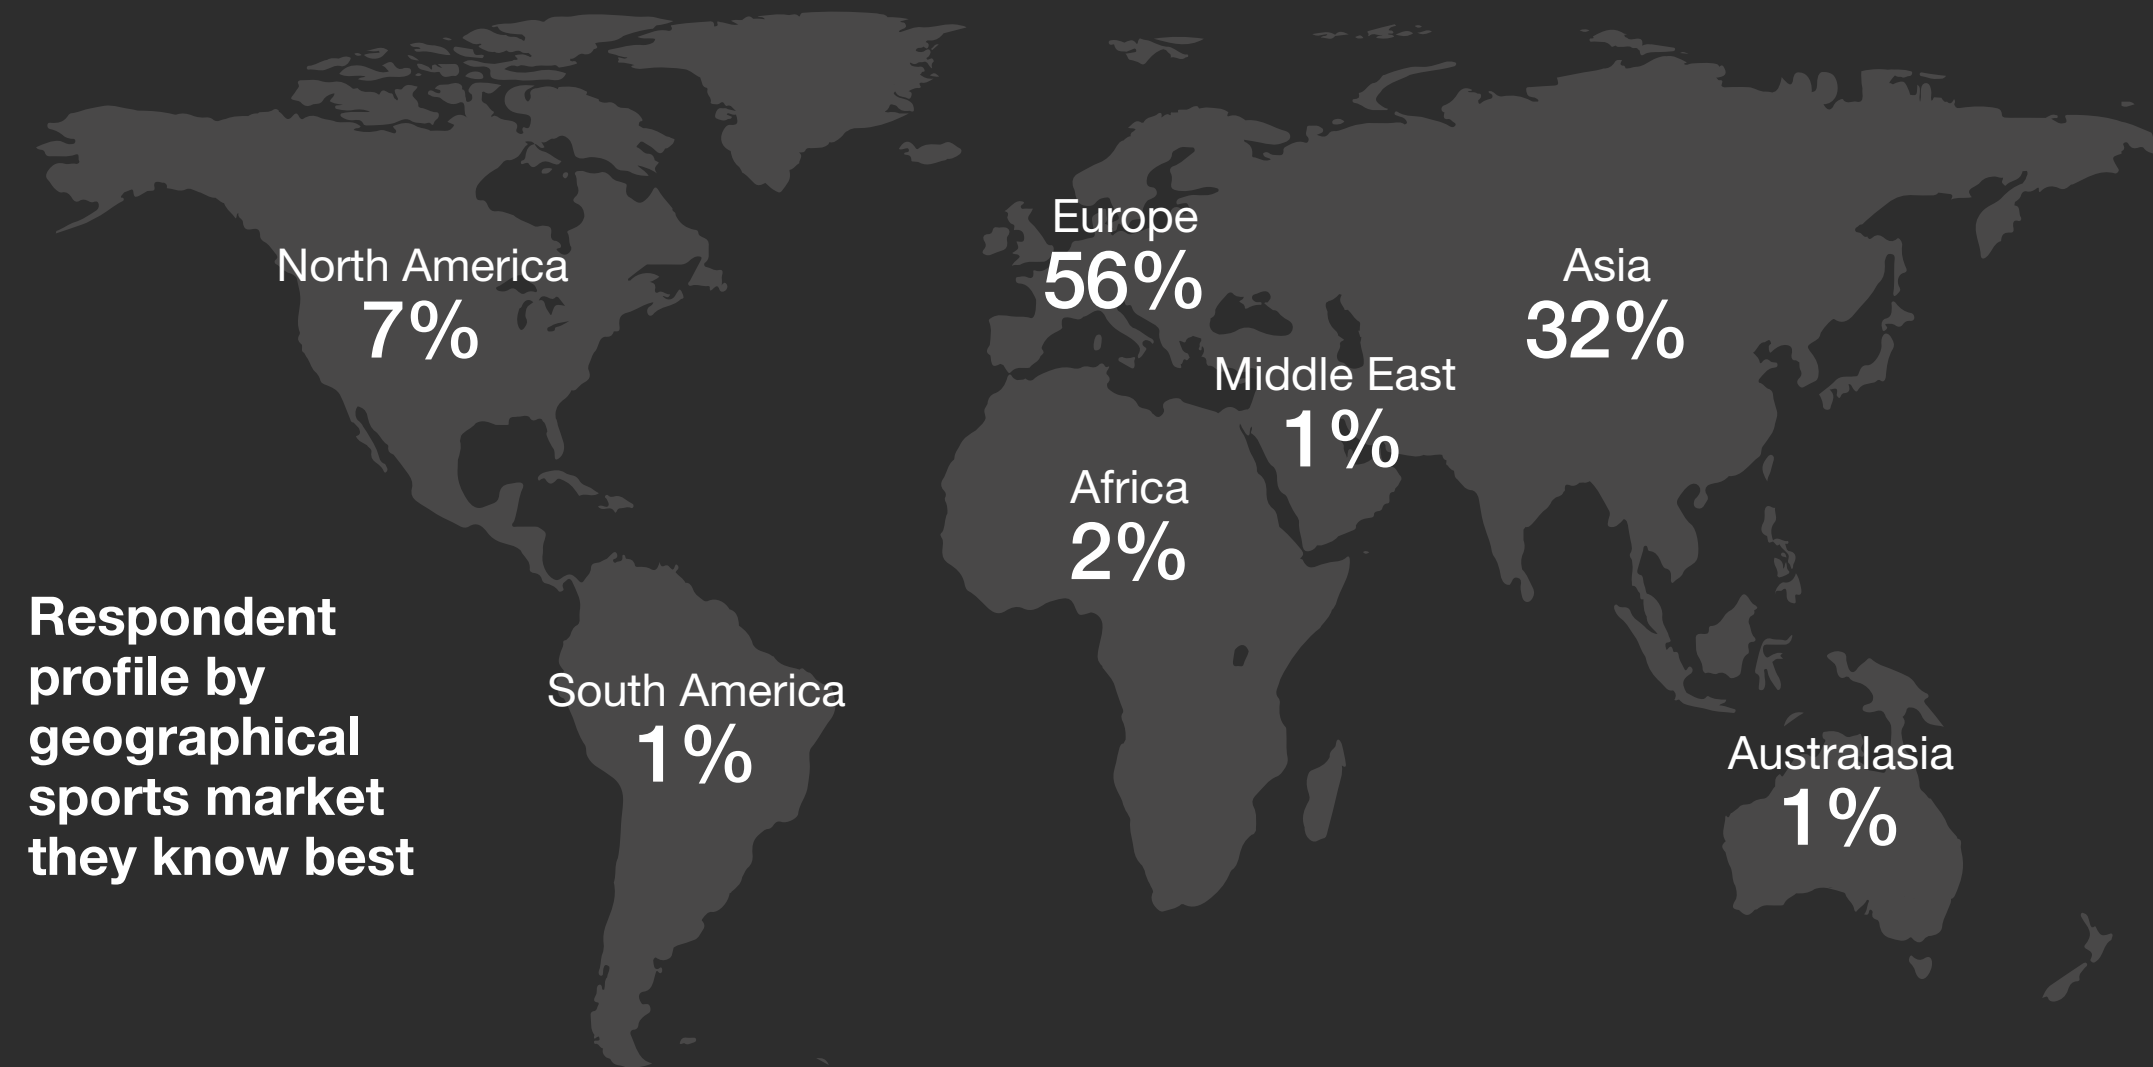 North America
7%
Europe
56%
Asia
32%
Middle East
1%
Africa
2%
South America
1%
Australasia
1%
Respondent
profile by
geographical
sports market
they know best